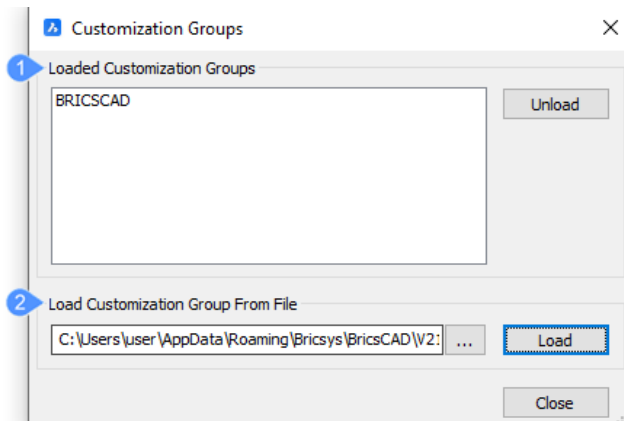 Customization Groups
1
Loaded Customization Groups
BRICSCAD
Unload
2
Load Customization Group From File
C:\Users\user\AppData\Roaming\Bricsys\BricsCAD\V21
...
Load
Close